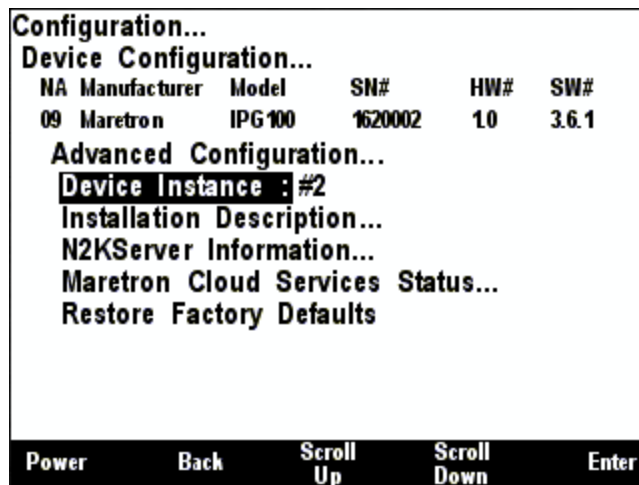 Configuration...
Device Configuration...
NA Manufacturer Model SN# HW# SW#
09 Maretron IPG100 1620002 1.0 3.6.1
Advanced Configuration...
Device Instance : #2
Installation Description...
N2KServer Information...
Maretron Cloud Services Status...
Restore Factory Defaults
Power Back Scroll Up Scroll Down Enter